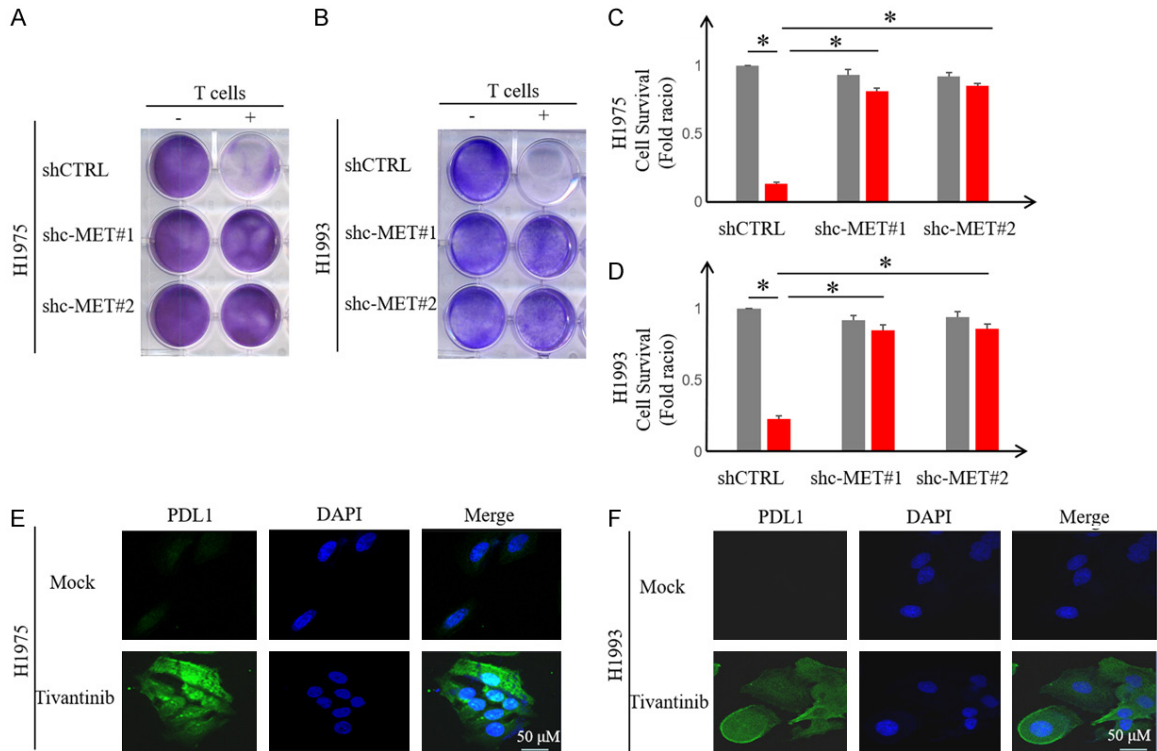 A
T cells
- +
H1975
shCTRL
shc-MET#1
shc-MET#2
B
T cells
- +
H1993
shCTRL
shc-MET#1
shc-MET#2
C
H1975
Cell Survival
(Fold racio)
1
0.5
0
* * *
shCTRL shc-MET#1 shc-MET#2
D
H1993
Cell Survival
(Fold racio)
1
0.5
0
* * *
shCTRL shc-MET#1 shc-MET#2
E
PDL1 DAPI Merge
H1975
Mock
Tivantinib
50 μM
F
PDL1 DAPI Merge
H1993
Mock
Tivantinib
50 μM